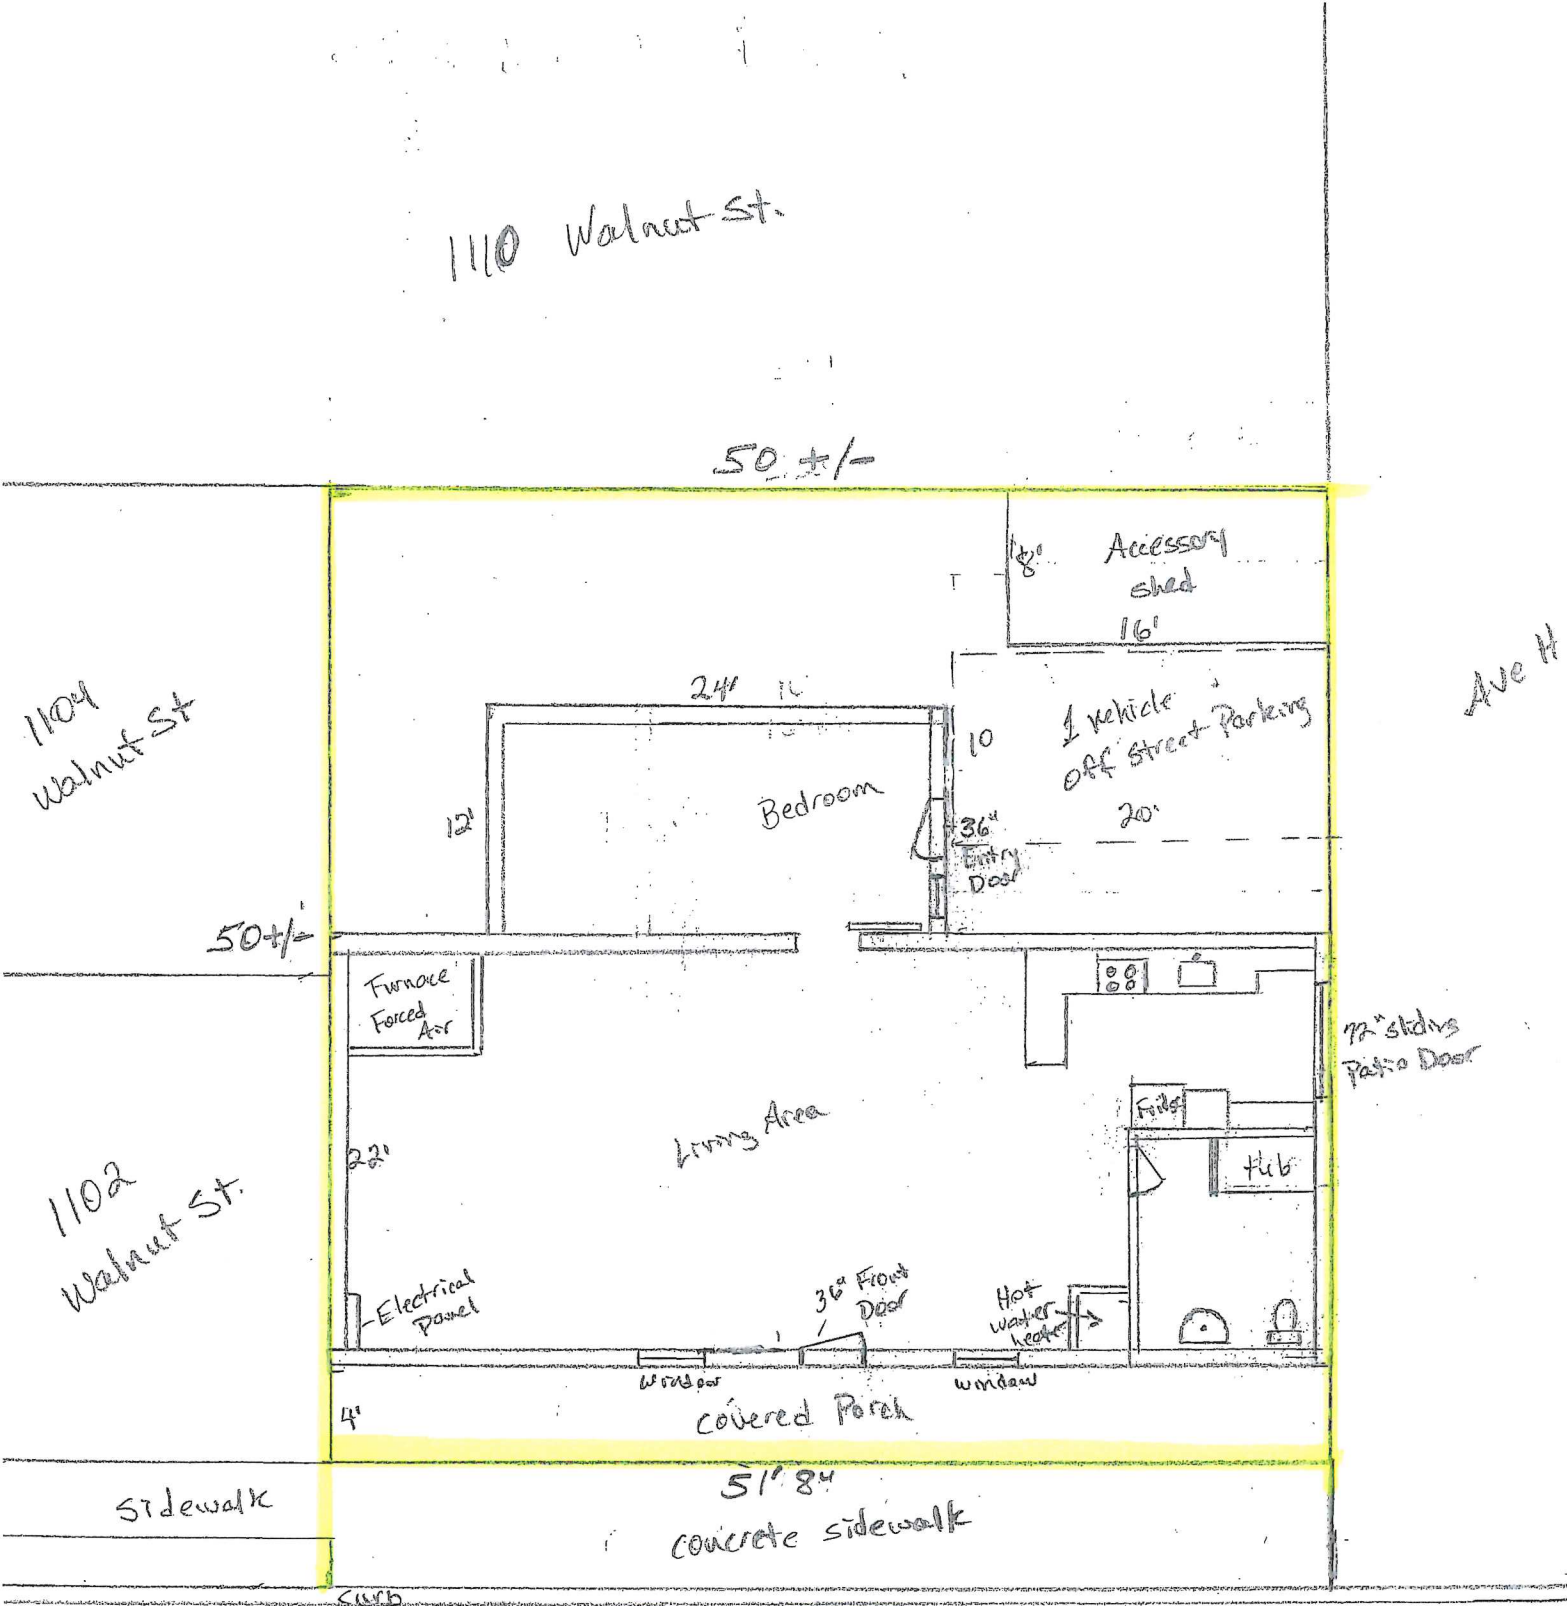 1110 Walnut St.
50 +/-
8'
Accessory
shed
16'
1104
Walnut St
Ave H
24'
1 vehicle
off street Parking
10
20'
12'
Bedroom
36"
Entry
Door
50+/-'
Furnace
Forced
Air
72" sliding
Patio Door
Living Area
22'
tub
1102
Walnut St.
Electrical
Panel
36" Front
Door
Hot
water
heater
window
window
4'
covered Porch
51' 8"
sidewalk
concrete sidewalk
curb